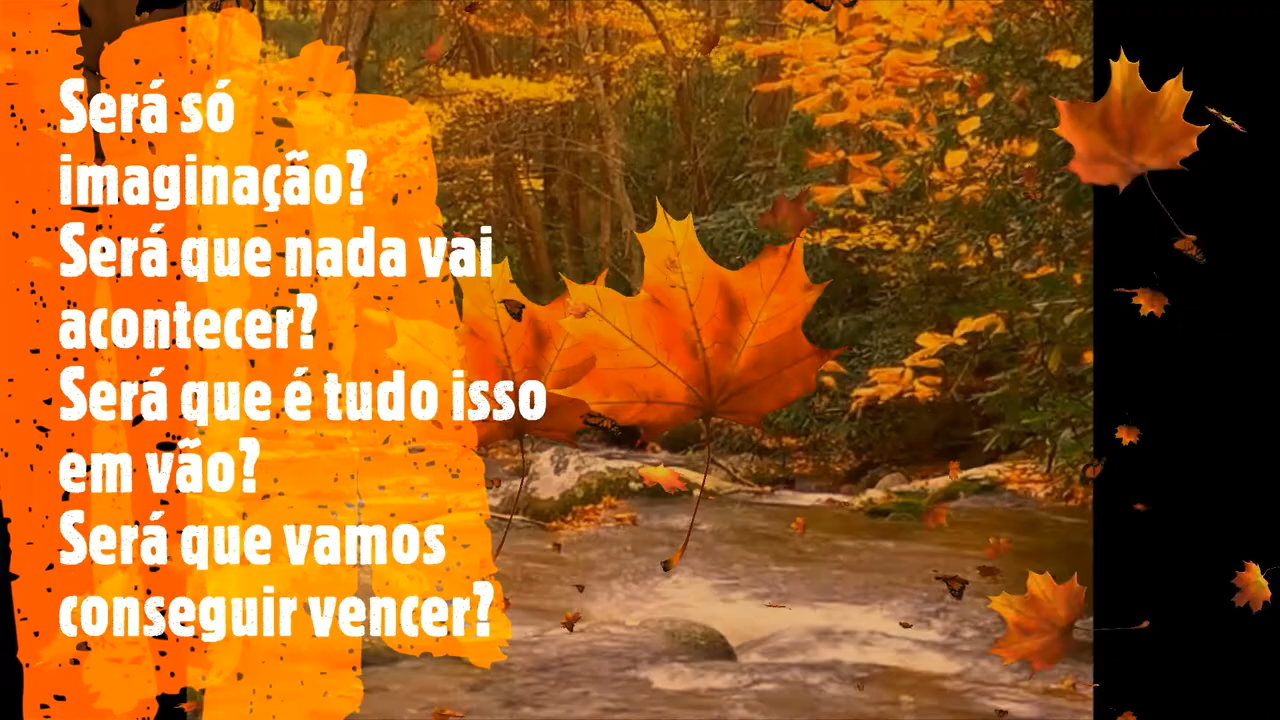 Será só
imaginação?
Será que nada vai
acontecer?
Será que é tudo isso
em vão?
Será que vamos
conseguir vencer?